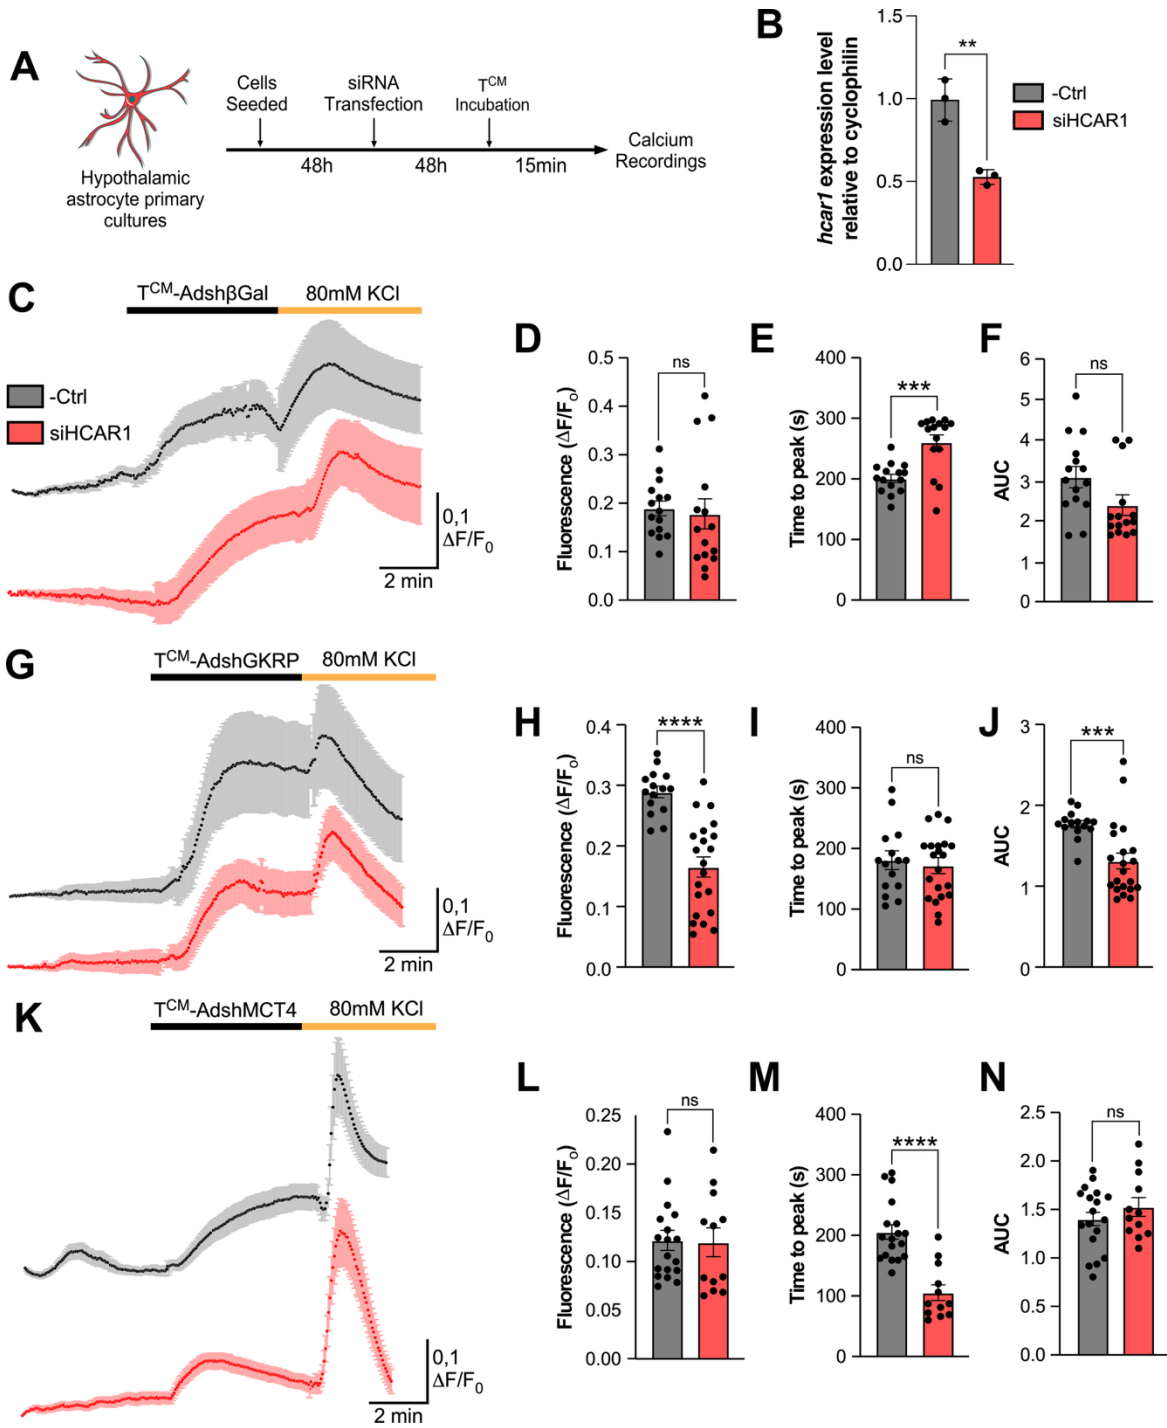 A
Cells
Seeded
siRNA
Transfection
TCM
Incubation
48h
48h
15min
Calcium
Recordings
Hypothalamic
astrocyte primary
cultures
B
hcar1 expression level
relative to cyclophilin
1.5
1.0
0.5
0.0
**
-Ctrl
siHCAR1
C
TCM-AdshβGal
80mM KCl
-Ctrl
siHCAR1
0,1
ΔF/F0
2 min
D
Fluorescence (ΔF/Fo)
0.5
0.4
0.3
0.2
0.1
0.0
ns
E
Time to peak (s)
400
300
200
100
0
***
F
AUC
6
5
4
3
2
1
0
ns
G
TCM-AdshGKRP
80mM KCl
0,1
ΔF/F0
2 min
H
Fluorescence (ΔF/Fo)
0.4
0.3
0.2
0.1
0.0
****
I
Time to peak (s)
400
300
200
100
0
ns
J
AUC
3
2
1
0
***
K
TCM-AdshMCT4
80mM KCl
0,1
ΔF/F0
2 min
L
Fluorescence (ΔF/Fo)
0.25
0.20
0.15
0.10
0.05
0.00
ns
M
Time to peak (s)
400
300
200
100
0
****
N
AUC
2.5
2.0
1.5
1.0
0.5
0.0
ns